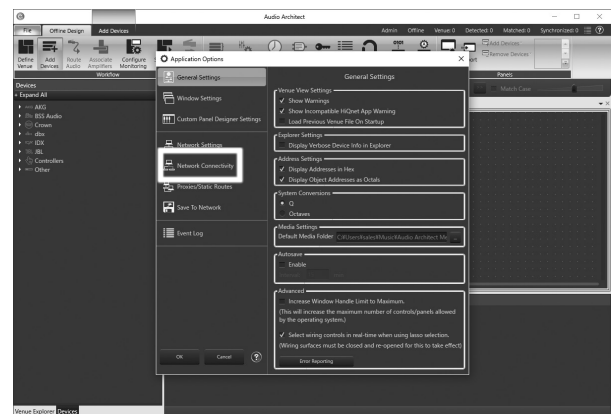 Audio Architect
File
Offline Design
Add Devices
Admin
Offline
Venue: 0
Detected: 0
Matched: 0
Synchronized: 0
Define Venue
Add Devices
Route Audio
Associate Amplifiers
Configure Monitoring
Workflow
Add Devices
Remove Devices
Panels
Devices
Expand All
AKG
BSS Audio
Crown
dbx
IDX
JBL
Controllers
Other
Match Case
Application Options
General Settings
Window Settings
Custom Panel Designer Settings
Network Settings
Network Connectivity
Proxies/Static Routes
Save To Network
Event Log
OK
Cancel
General Settings
Venue View Settings
Show Warnings
Show Incompatible HiQnet App Warning
Load Previous Venue File On Startup
Explorer Settings
Display Verbose Device Info in Explorer
Address Settings
Display Addresses in Hex
Display Object Addresses as Octals
System Conversions
Q
Octaves
Media Settings
Default Media Folder
Autosave
Enable
Advanced
Increase Window Handle Limit to Maximum.
(This will increase the maximum number of controls/panels allowed
by the operating system.)
Select wiring controls in real-time when using lasso selection.
(Wiring surfaces must be closed and re-opened for this to take effect)
Error Reporting
Venue Explorer
Devices